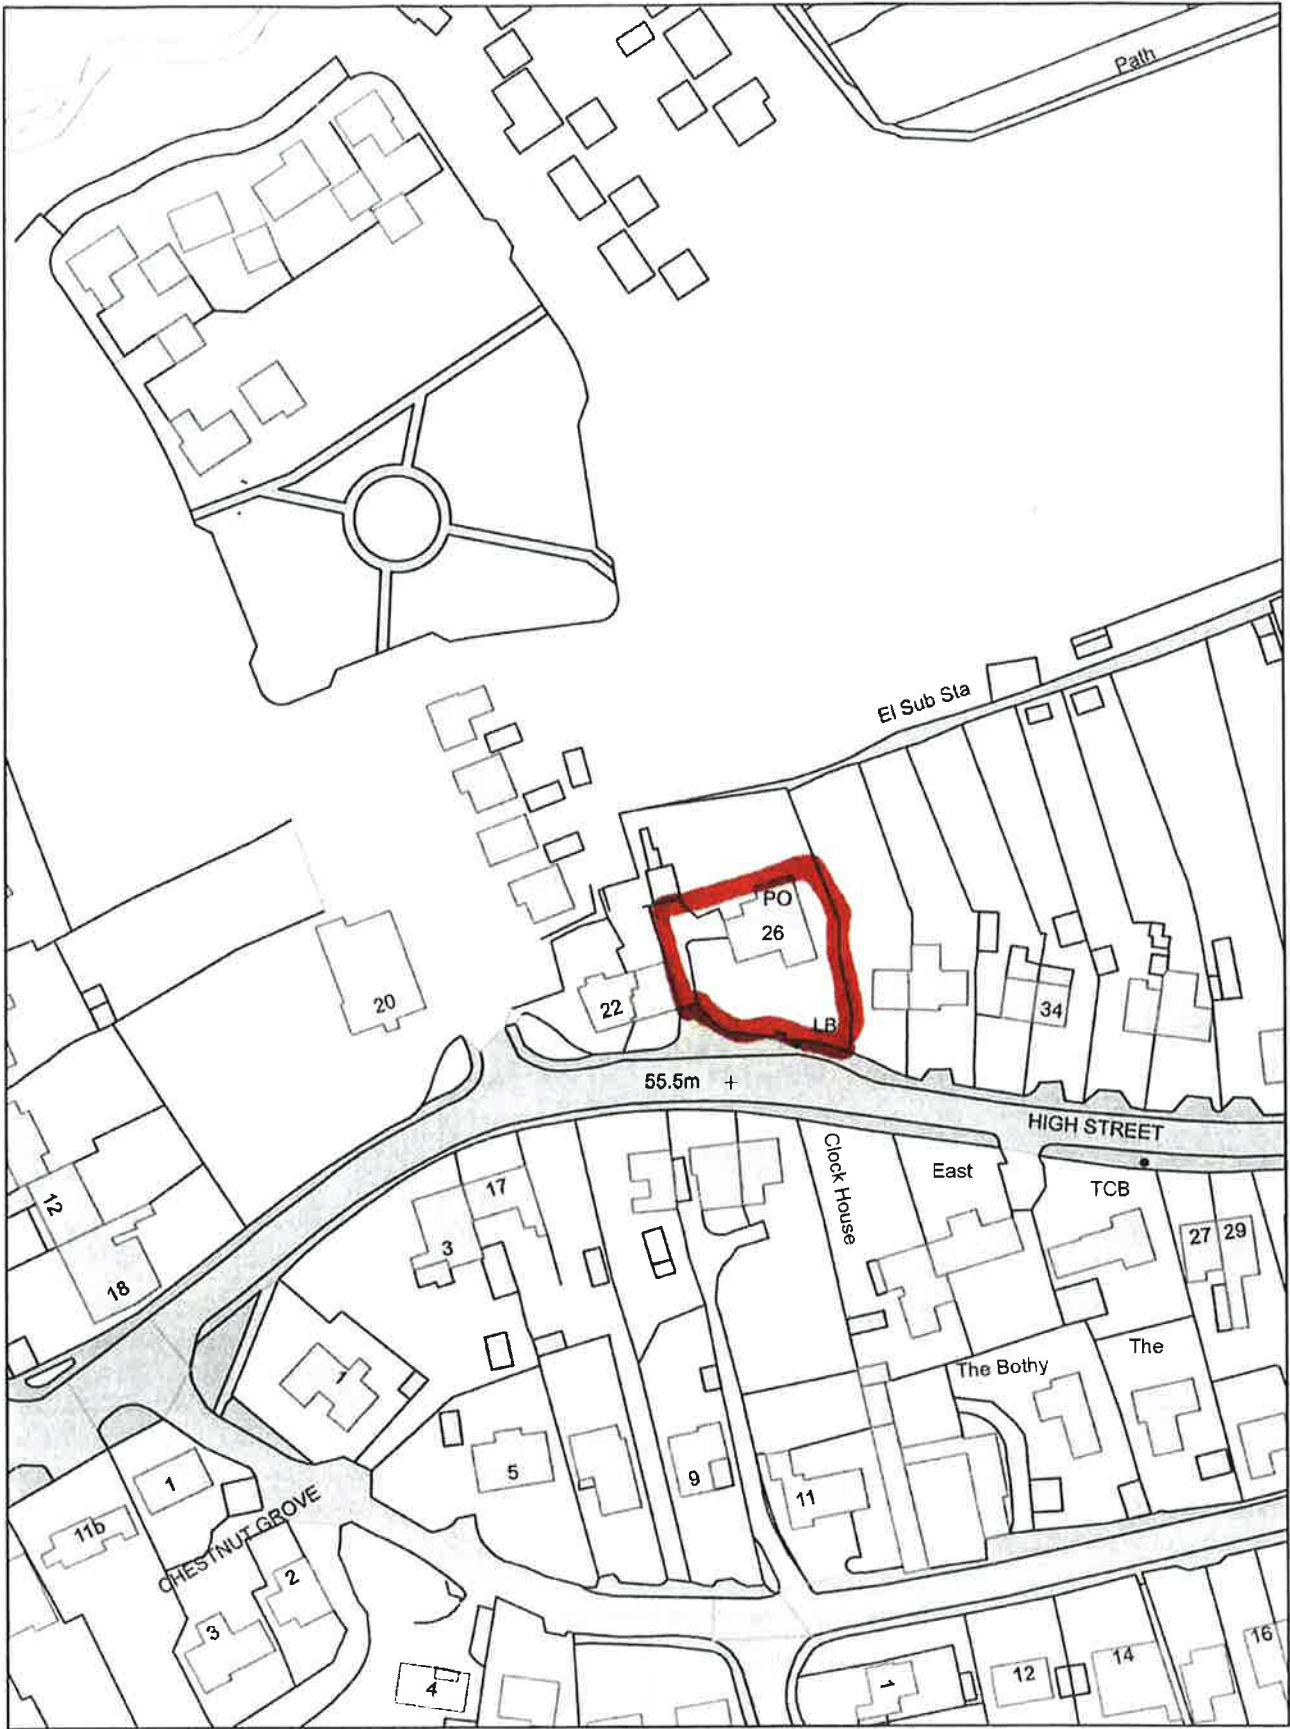 Path
El Sub Sta
PO
26
20
22
LB
34
55.5m
HIGH STREET
Clock House
East
TCB
17
3
27
29
12
18
1
The Bothy
The
5
9
11
1
11b
CHESTNUT GROVE
2
3
4
1
12
14
16